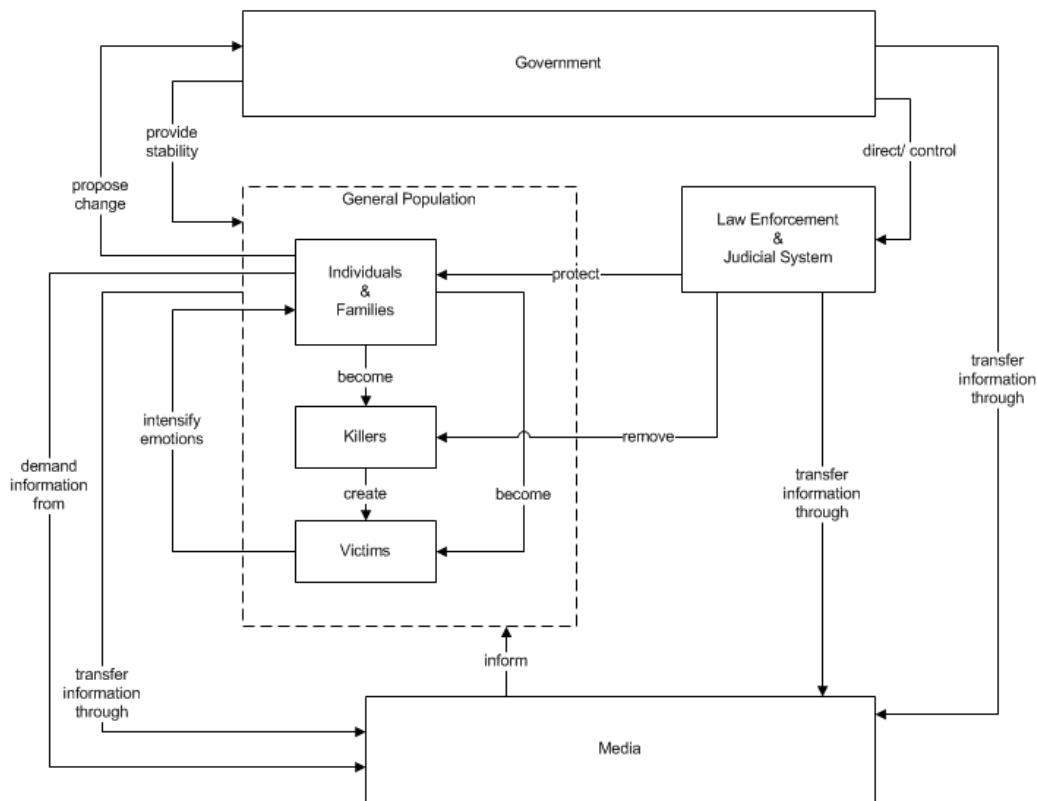 Government
provide
stability
direct/ control
propose
change
General Population
Law Enforcement
&
Judicial System
Individuals
&
Families
protect
transfer
information
through
become
intensify
emotions
Killers
remove
demand
information
from
create
become
transfer
information
through
Victims
inform
transfer
information
through
Media